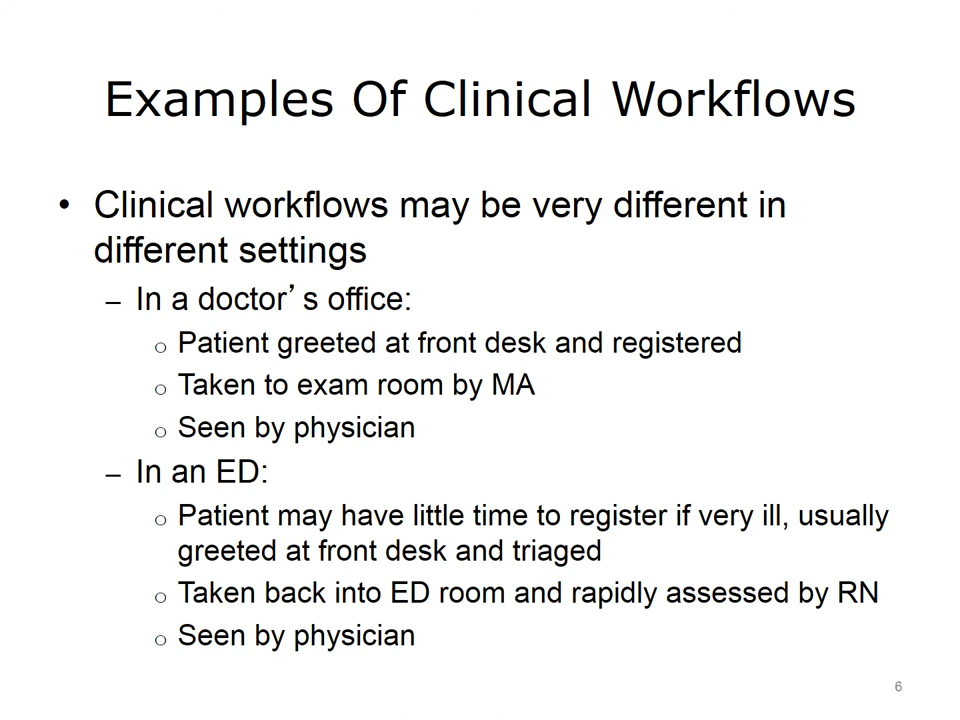 Examples Of Clinical Workflows
• Clinical workflows may be very different in
different settings
– In a doctor’s office:
○ Patient greeted at front desk and registered
○ Taken to exam room by MA
○ Seen by physician
– In an ED:
○ Patient may have little time to register if very ill, usually
greeted at front desk and triaged
○ Taken back into ED room and rapidly assessed by RN
○ Seen by physician
6